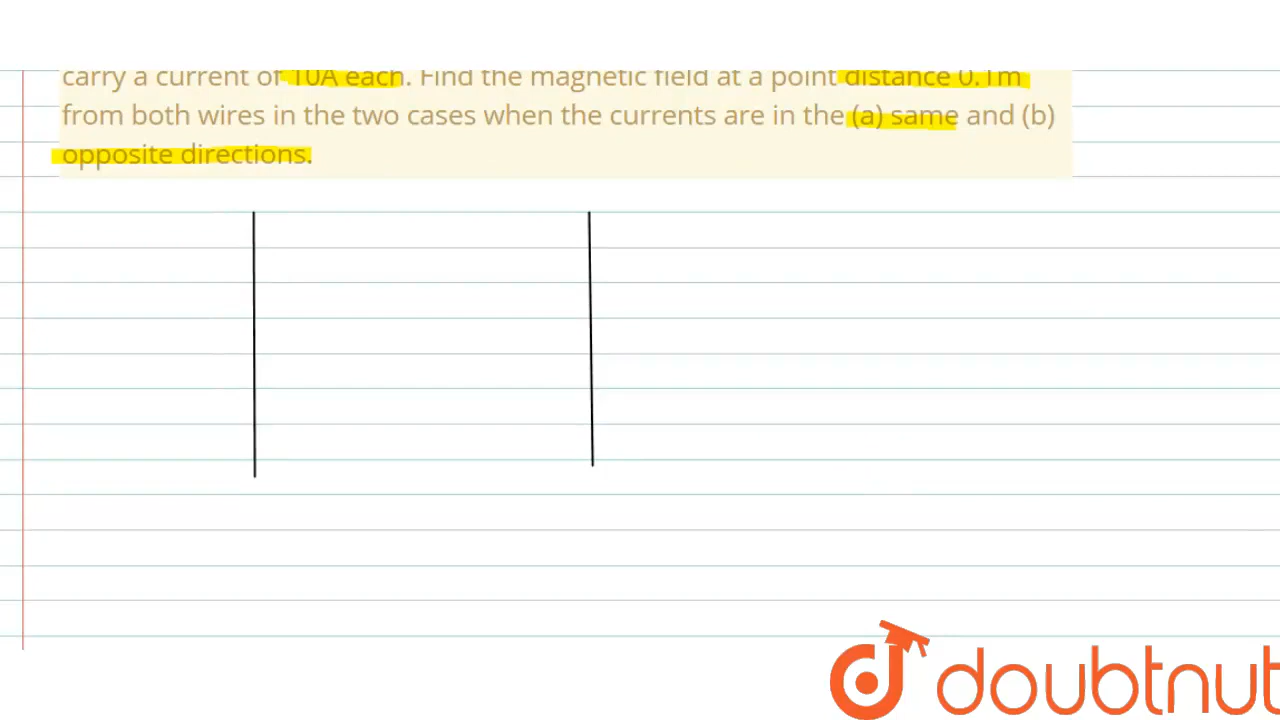 carry a current of 10A each. Find the magnetic field at a point distance 0.1m
from both wires in the two cases when the currents are in the (a) same and (b)
opposite directions.
doubtnut